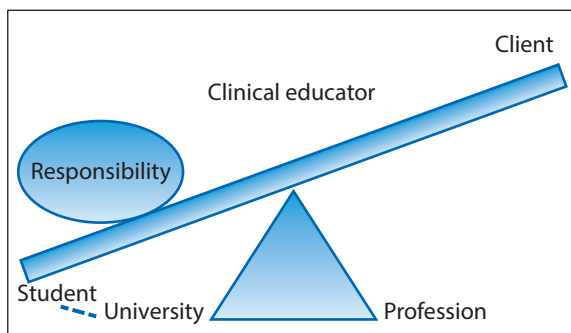 Client
Clinical educator
Responsibility
Student
University
Profession